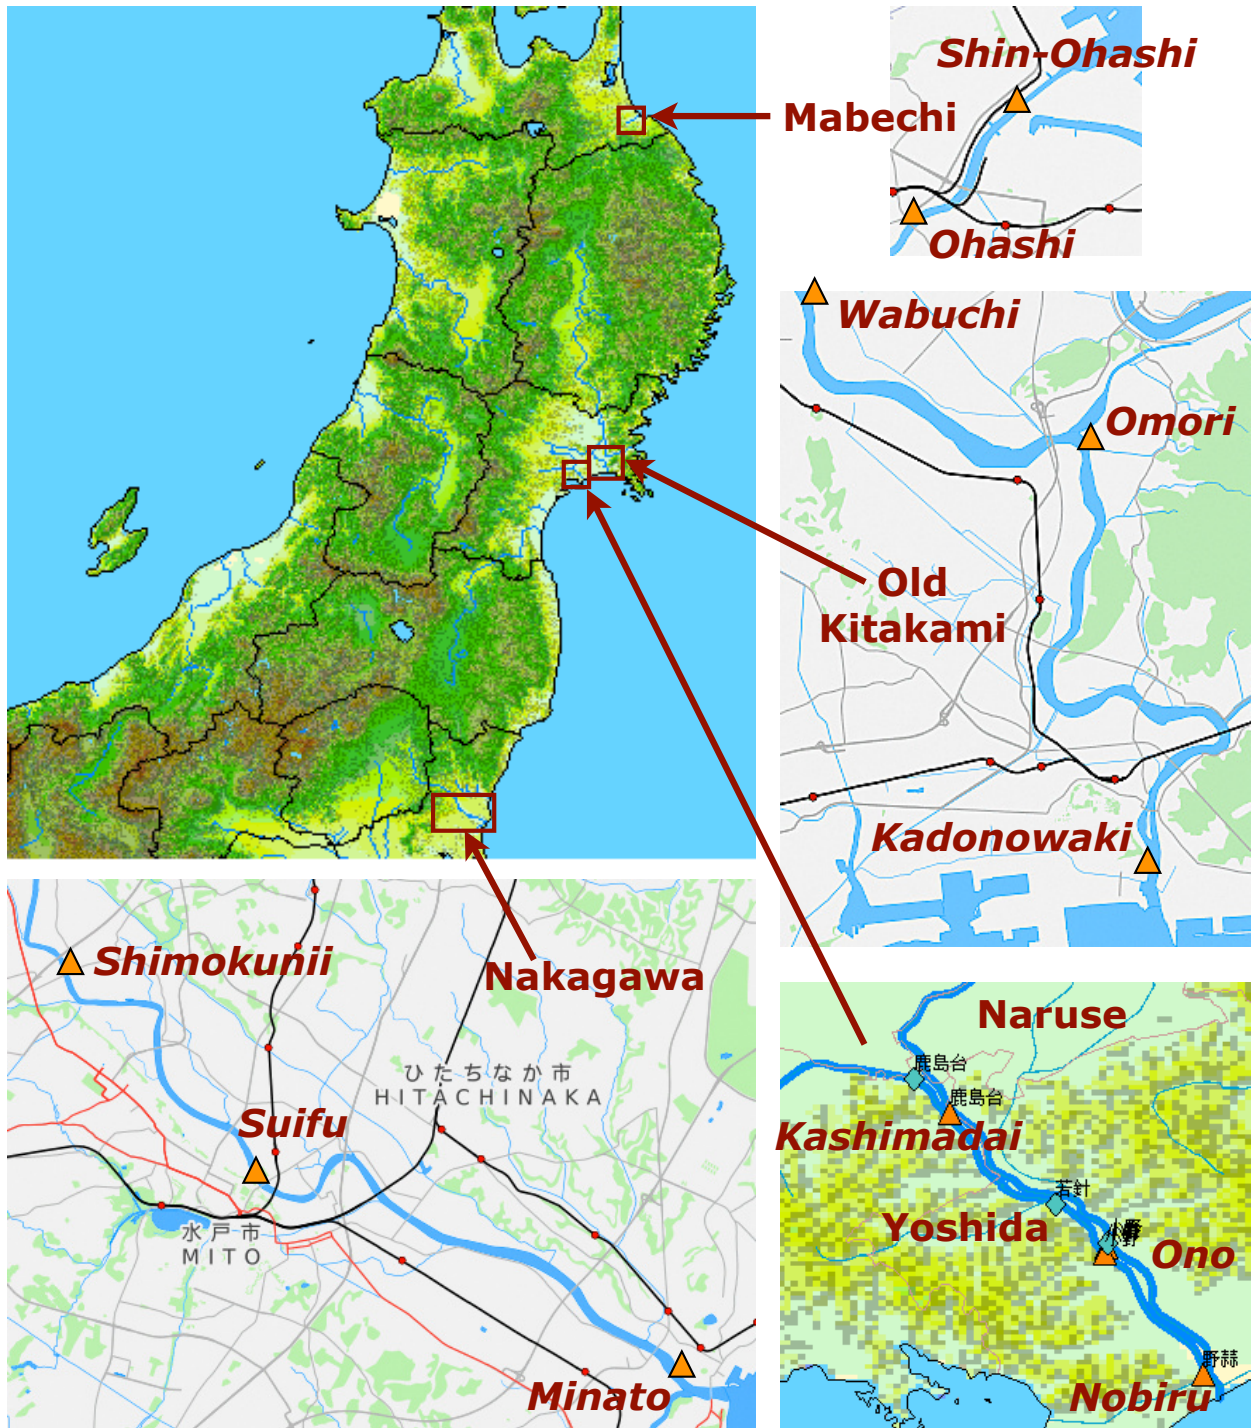 Shin-Ohashi
Mabechi
Ohashi
Wabuchi
Omori
Old
Kitakami
Kadonowaki
Shimokunii
Nakagawa
ひたちなか市
HITACHINAKA
Suifu
水戸市
MITO
Minato
Naruse
鹿島台
鹿島台
Kashimadai
若針
Yoshida
Ono
野蒜
Nobiru